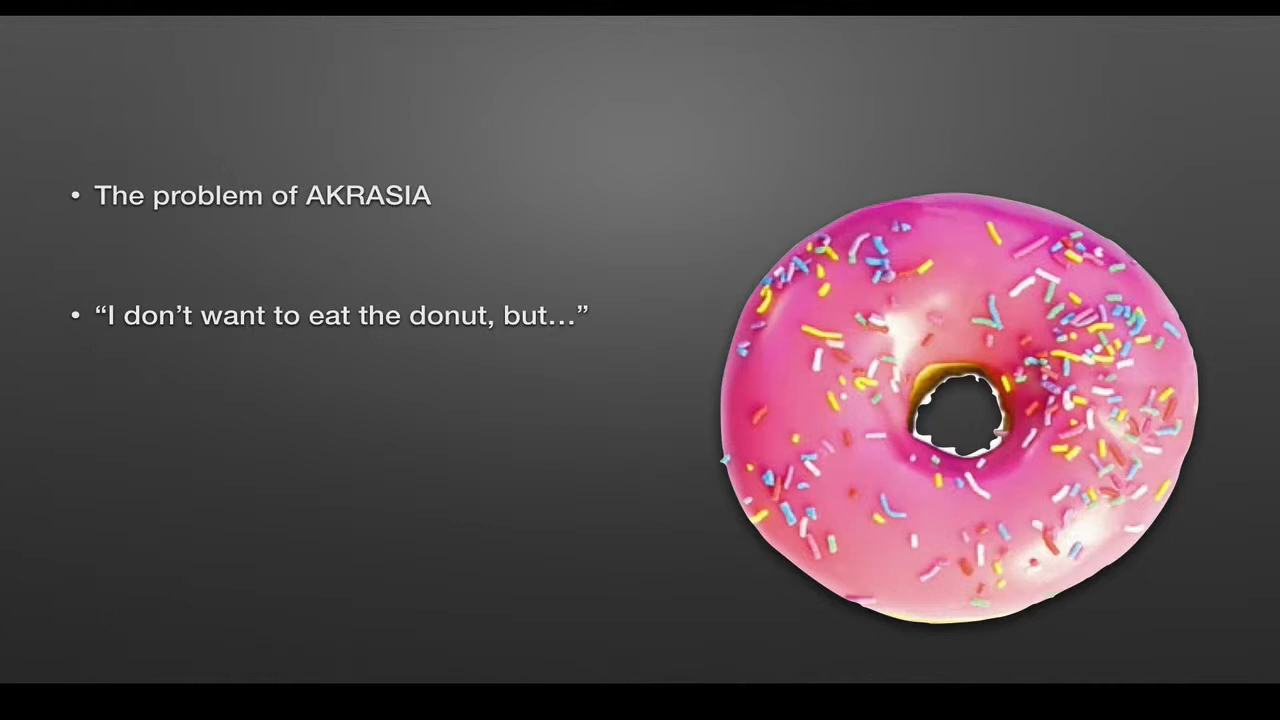 • The problem of AKRASIA
• “I don’t want to eat the donut, but…”